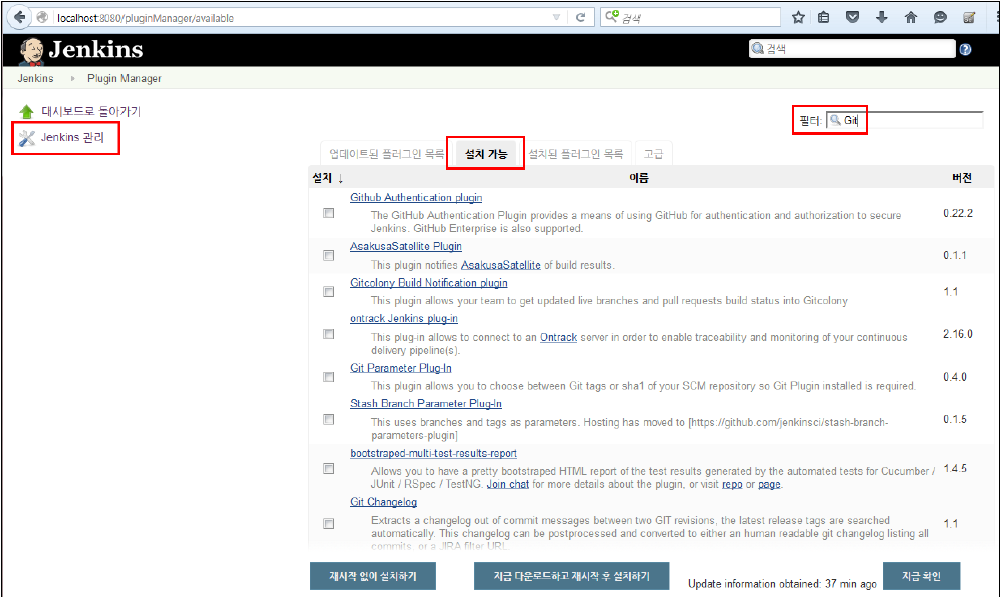 localhost:8080/pluginManager/available
검색
Jenkins
검색
Jenkins
Plugin Manager
대시보드로 돌아가기
Jenkins 관리
필터: Git
업데이트된 플러그인 목록
설치 가능
설치된 플러그인 목록
고급
설치 ↓
이름
버전
Github Authentication plugin
The GitHub Authentication Plugin provides a means of using GitHub for authentication and authorization to secure
Jenkins. GitHub Enterprise is also supported.
0.22.2
AsakusaSatellite Plugin
This plugin notifies AsakusaSatellite of build results.
0.1.1
Gitcolony Build Notification plugin
This plugin allows your team to get updated live branches and pull requests build status into Gitcolony
1.1
ontrack Jenkins plug-in
This plug-in allows to connect to an Ontrack server in order to enable traceability and monitoring of your continuous
delivery pipeline(s).
2.16.0
Git Parameter Plug-In
This plugin allows you to choose between Git tags or sha1 of your SCM repository so Git Plugin installed is required.
0.4.0
Stash Branch Parameter Plug-In
This uses branches and tags as parameters. Hosting has moved to [https://github.com/jenkinsci/stash-branch-
parameters-plugin]
0.1.5
bootstraped-multi-test-results-report
Allows you to have a pretty bootstraped HTML report of the test results generated by the automated tests for Cucumber /
JUnit / RSpec / TestNG. Join chat for more details about the plugin, or visit repo or page.
1.4.5
Git Changelog
Extracts a changelog out of commit messages between two GIT revisions, the latest release tags are searched
automatically. This changelog can be postprocessed and converted to either an human readable git changelog listing all
commits, or a JIRA filter URL.
1.1
재시작 없이 설치하기
지금 다운로드하고 재시작 후 설치하기
Update information obtained: 37 min ago
지금 확인